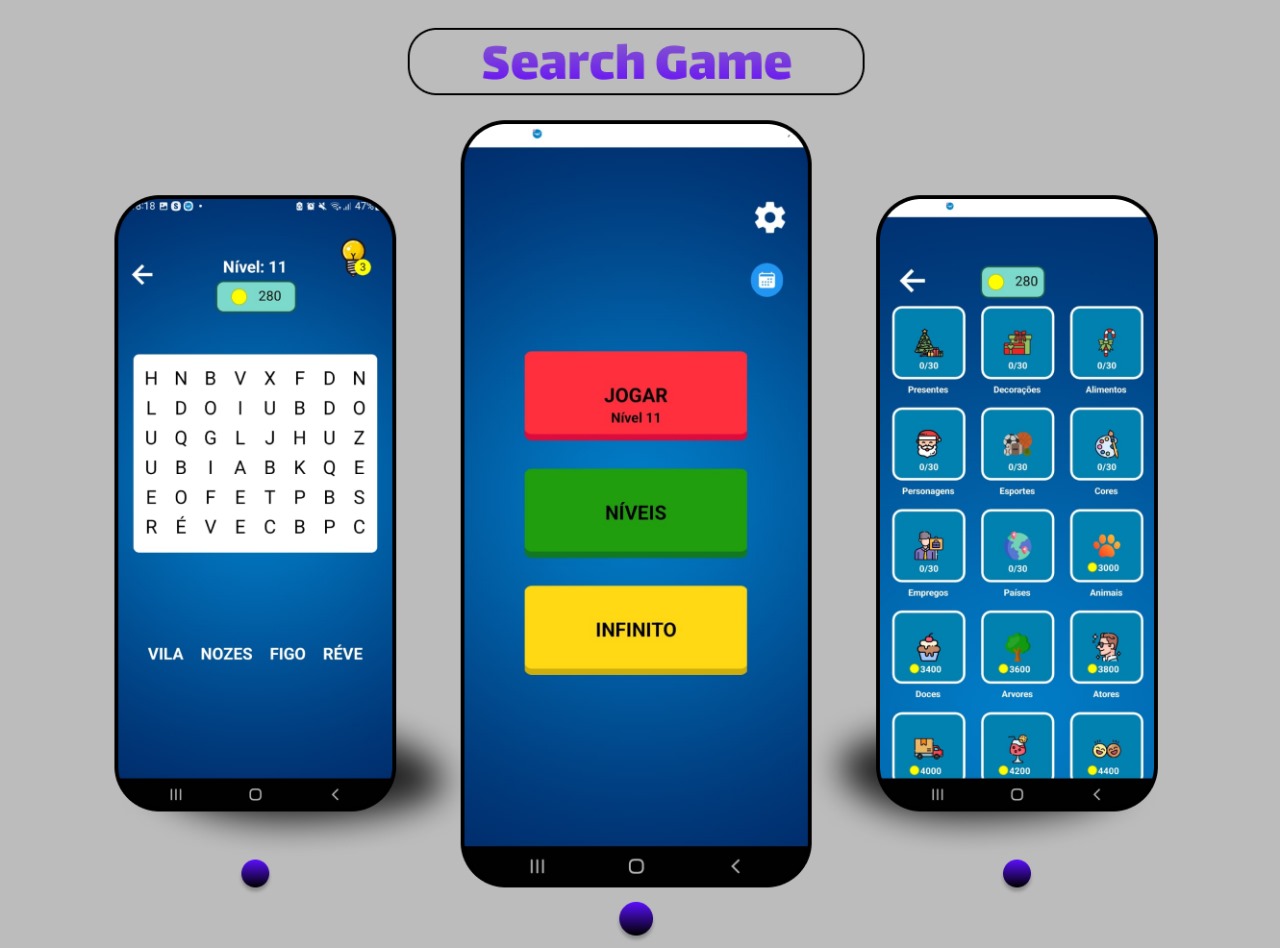 Search Game
8:18 47%
Nível: 11
3
280
H N B V X F D N
L D O I U B D O
U Q G L J H U Z
U B I A B K Q E
E O F E T P B S
R É V E C B P C
VILA NOZES FIGO RÉVE
JOGAR
Nível 11
NÍVEIS
INFINITO
280
0/30 0/30 0/30
Presentes Decorações Alimentos
0/30 0/30 0/30
Personagens Esportes Cores
0/30 0/30 3000
Empregos Países Animais
3400 3600 3800
Doces Arvores Atores
4000 4200 4400